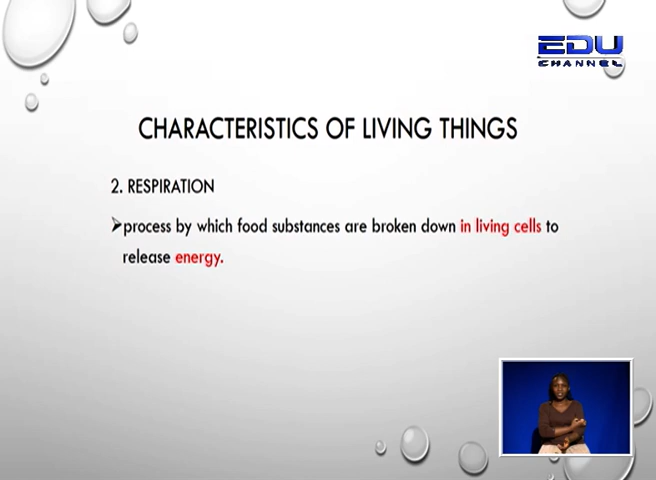 EDU
CHANNEL
CHARACTERISTICS OF LIVING THINGS
2. RESPIRATION
➢process by which food substances are broken down in living cells to
release energy.